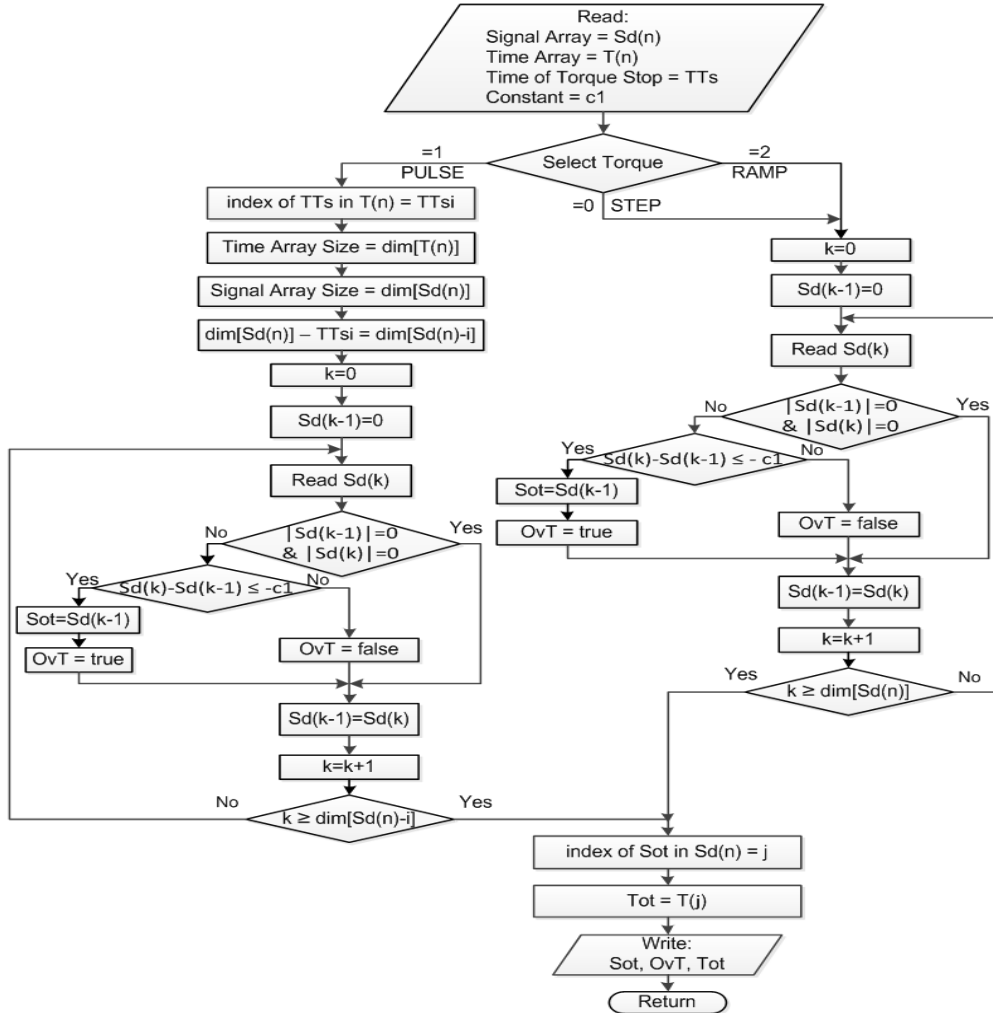 Read:
Signal Array = Sd(n)
Time Array = T(n)
Time of Torque Stop = TTs
Constant = c1
Select Torque
=1
PULSE
=2
RAMP
=0 STEP
index of TTs in T(n) = TTsi
Time Array Size = dim[T(n)]
Signal Array Size = dim[Sd(n)]
dim[Sd(n)] – TTsi = dim[Sd(n)-i]
k=0
Sd(k-1)=0
Read Sd(k)
|Sd(k-1)|=0
& |Sd(k)|=0
No
Yes
Sd(k)-Sd(k-1) ≤ -c1
Yes
No
Sot=Sd(k-1)
OvT = true
OvT = false
Sd(k-1)=Sd(k)
k=k+1
k ≥ dim[Sd(n)-i]
No
Yes
k=0
Sd(k-1)=0
Read Sd(k)
|Sd(k-1)|=0
& |Sd(k)|=0
No
Yes
Sd(k)-Sd(k-1) ≤ - c1
Yes
No
Sot=Sd(k-1)
OvT = true
OvT = false
Sd(k-1)=Sd(k)
k=k+1
k ≥ dim[Sd(n)]
Yes
No
index of Sot in Sd(n) = j
Tot = T(j)
Write:
Sot, OvT, Tot
Return